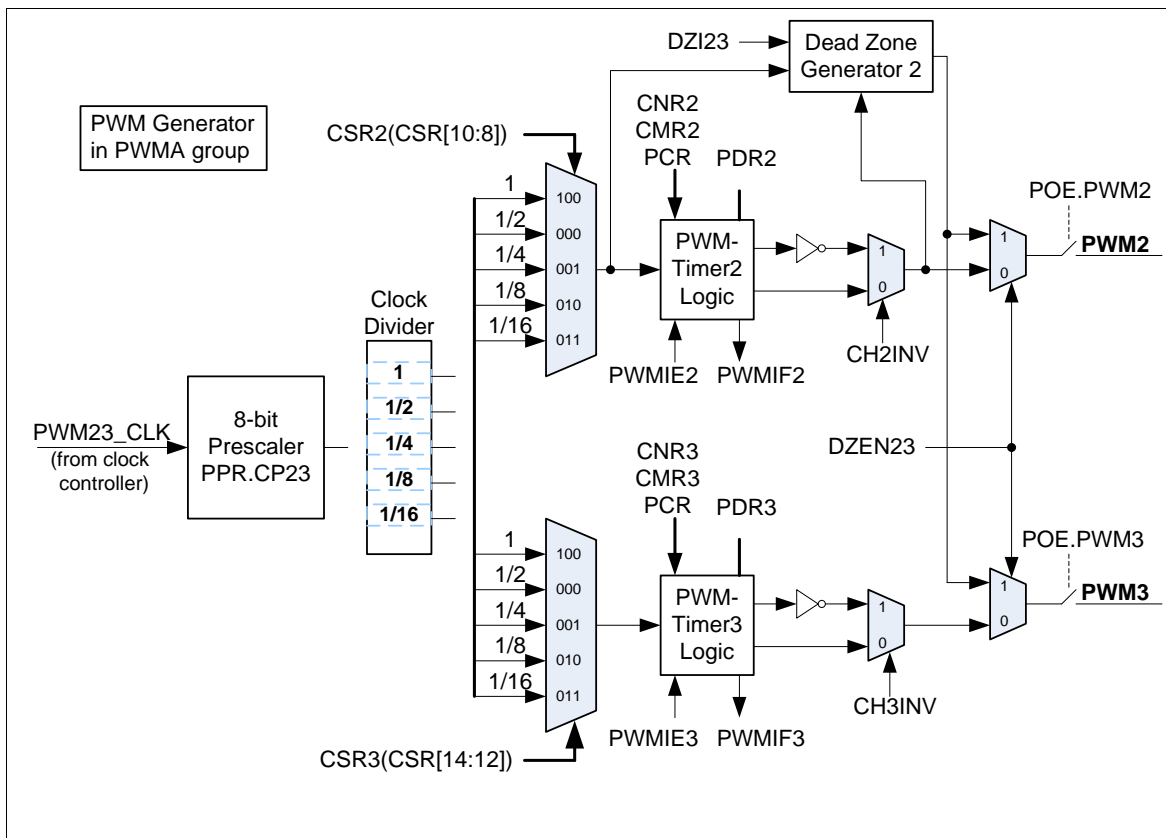 PWM Generator
in PWMA group
DZI23
Dead Zone
Generator 2
CSR2(CSR[10:8])
CNR2
CMR2
PCR
PDR2
1
1/2
1/4
1/8
1/16
100
000
001
010
011
PWM-
Timer2
Logic
1
0
CH2INV
PWMIE2
PWMIF2
1
0
POE.PWM2
PWM2
Clock
Divider
1
1/2
1/4
1/8
1/16
PWM23_CLK
(from clock
controller)
8-bit
Prescaler
PPR.CP23
DZEN23
CNR3
CMR3
PCR
PDR3
1
1/2
1/4
1/8
1/16
100
000
001
010
011
PWM-
Timer3
Logic
1
0
CH3INV
PWMIE3
PWMIF3
1
0
POE.PWM3
PWM3
CSR3(CSR[14:12])